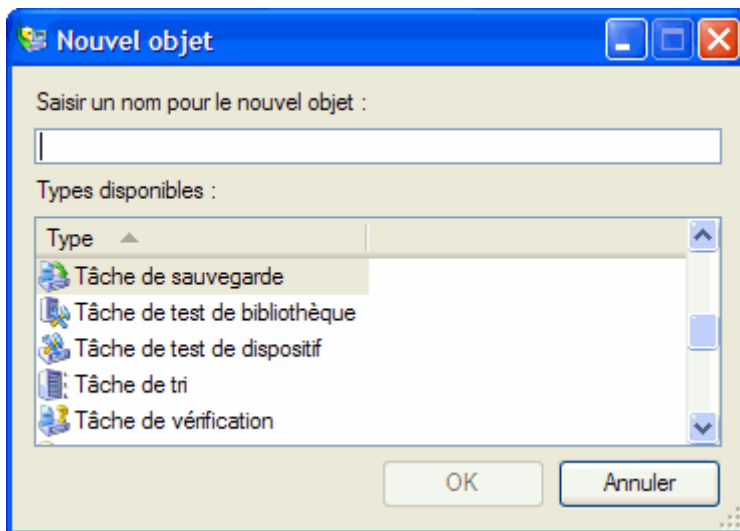 Nouvel objet
Saisir un nom pour le nouvel objet :
Types disponibles :
Type
Tâche de sauvegarde
Tâche de test de bibliothèque
Tâche de test de dispositif
Tâche de tri
Tâche de vérification
OK Annuler